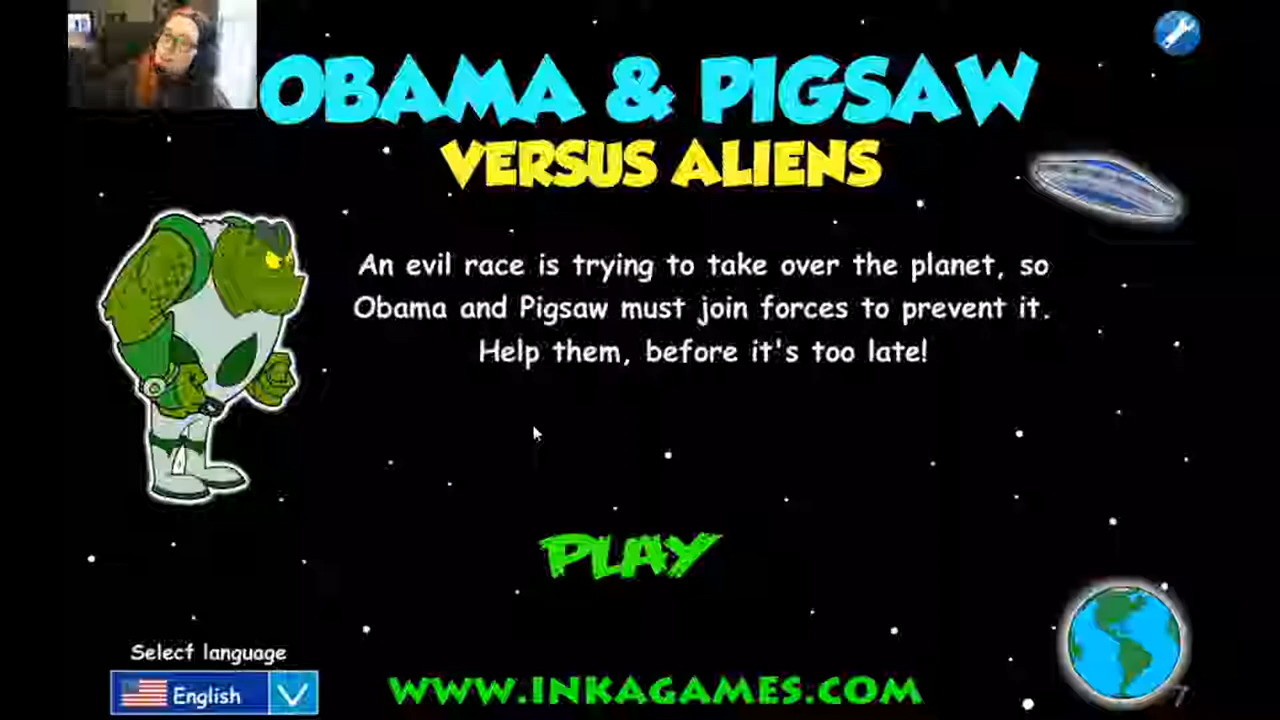 OBAMA & PIGSAW
VERSUS ALIENS
An evil race is trying to take over the planet, so
Obama and Pigsaw must join forces to prevent it.
Help them, before it's too late!
PLAY
Select language
English
WWW.INKAGAMES.COM